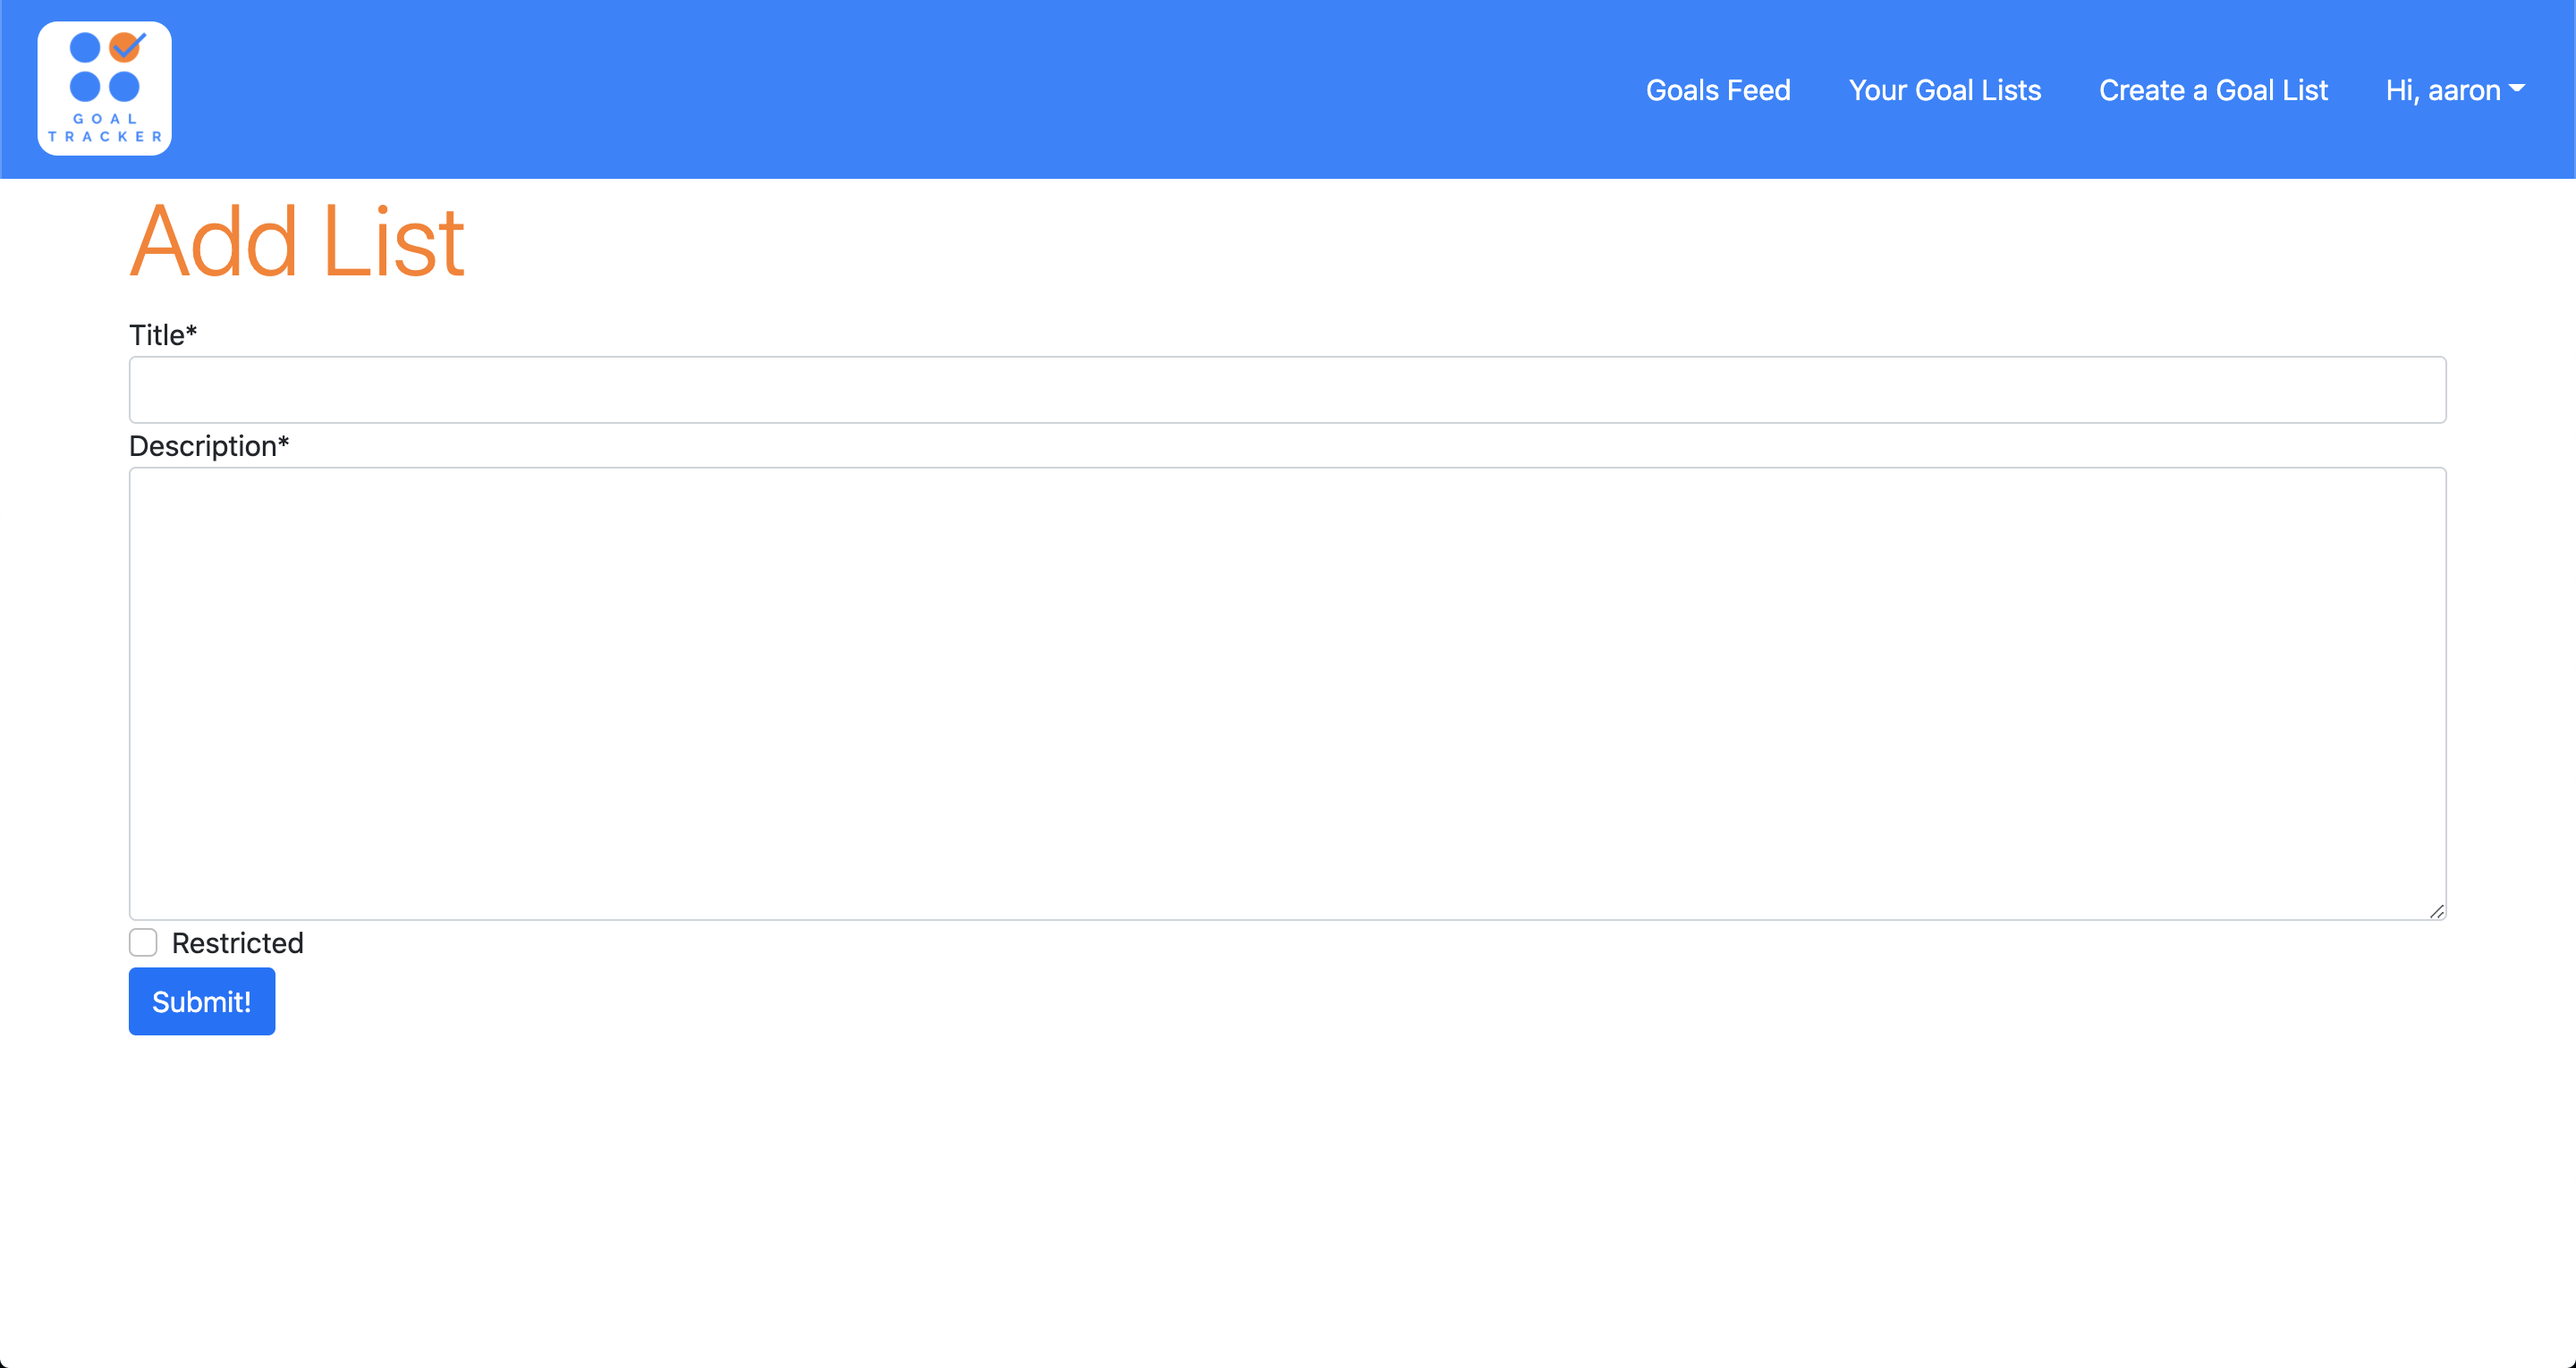 GOAL
TRACKER
Goals Feed Your Goal Lists Create a Goal List Hi, aaron
Add List
Title*
Description*
Restricted
Submit!